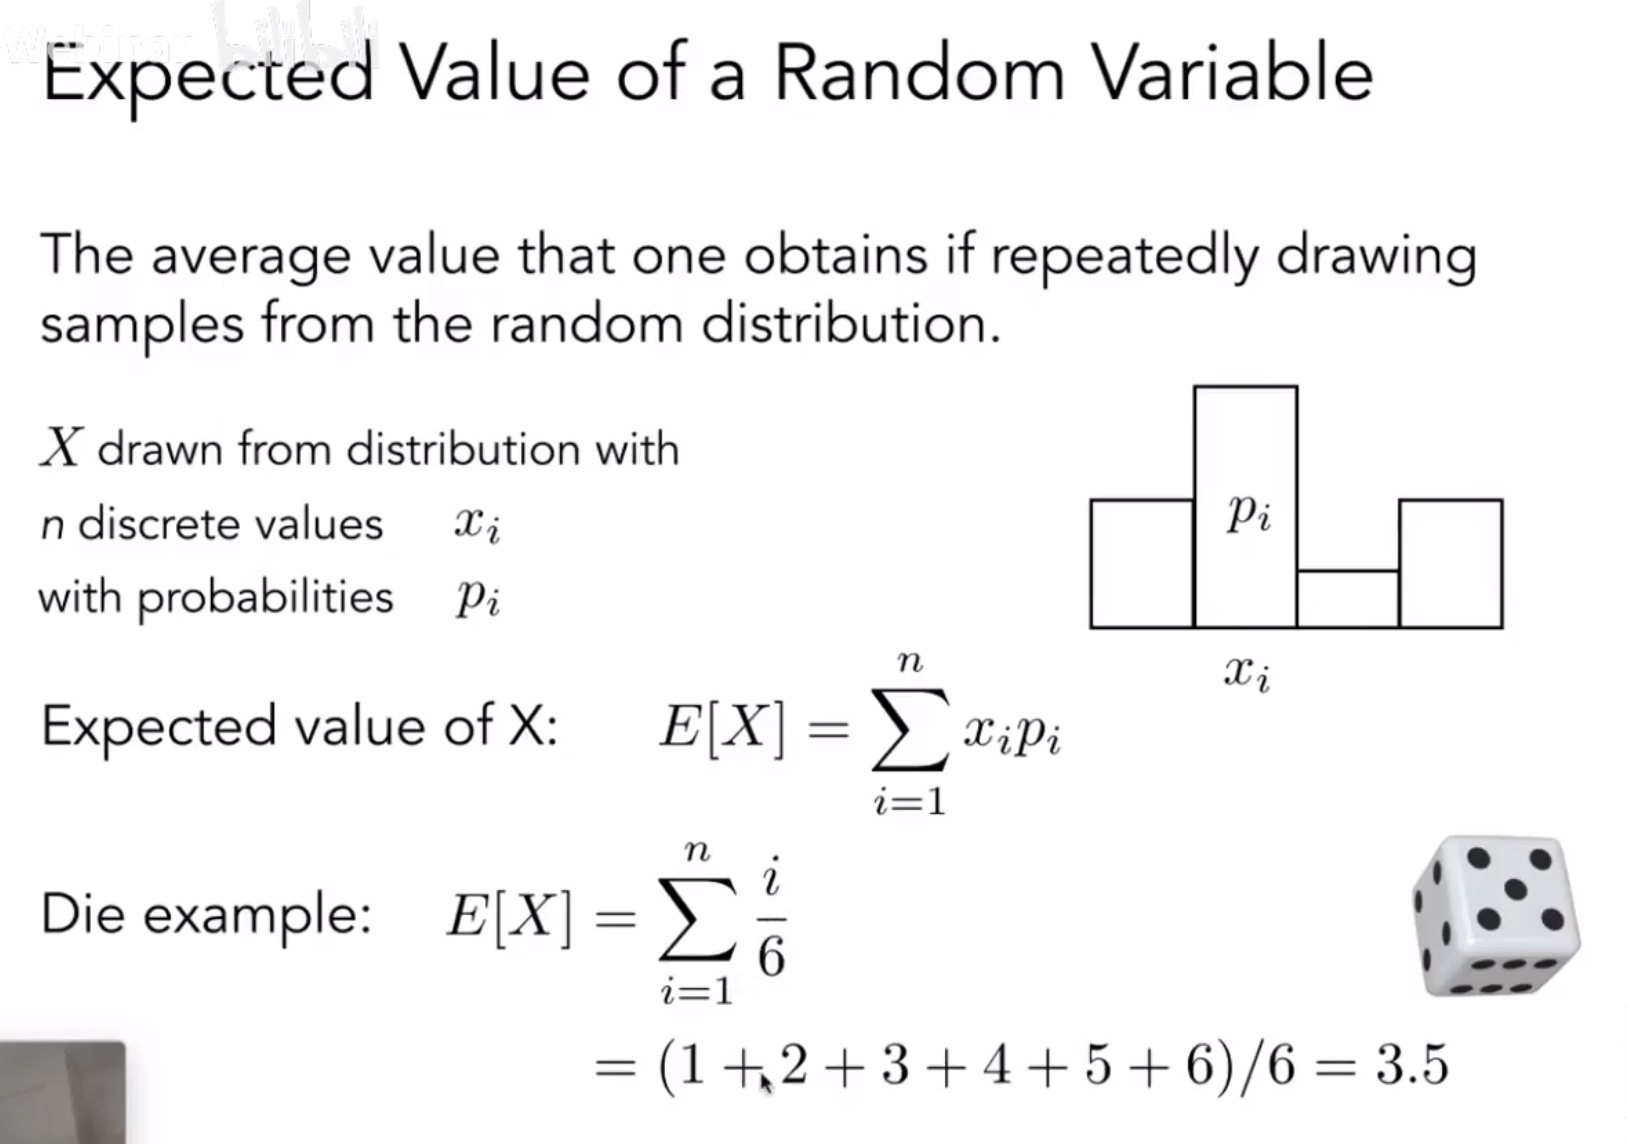 Webinar bilibili
Expected Value of a Random Variable
The average value that one obtains if repeatedly drawing
samples from the random distribution.
X drawn from distribution with
n discrete values x_i
with probabilities p_i
p_i
x_i
Expected value of X: E[X] = \sum_{i=1}^{n} x_i p_i
Die example: E[X] = \sum_{i=1}^{n} \frac{i}{6}
= (1 + 2 + 3 + 4 + 5 + 6)/6 = 3.5